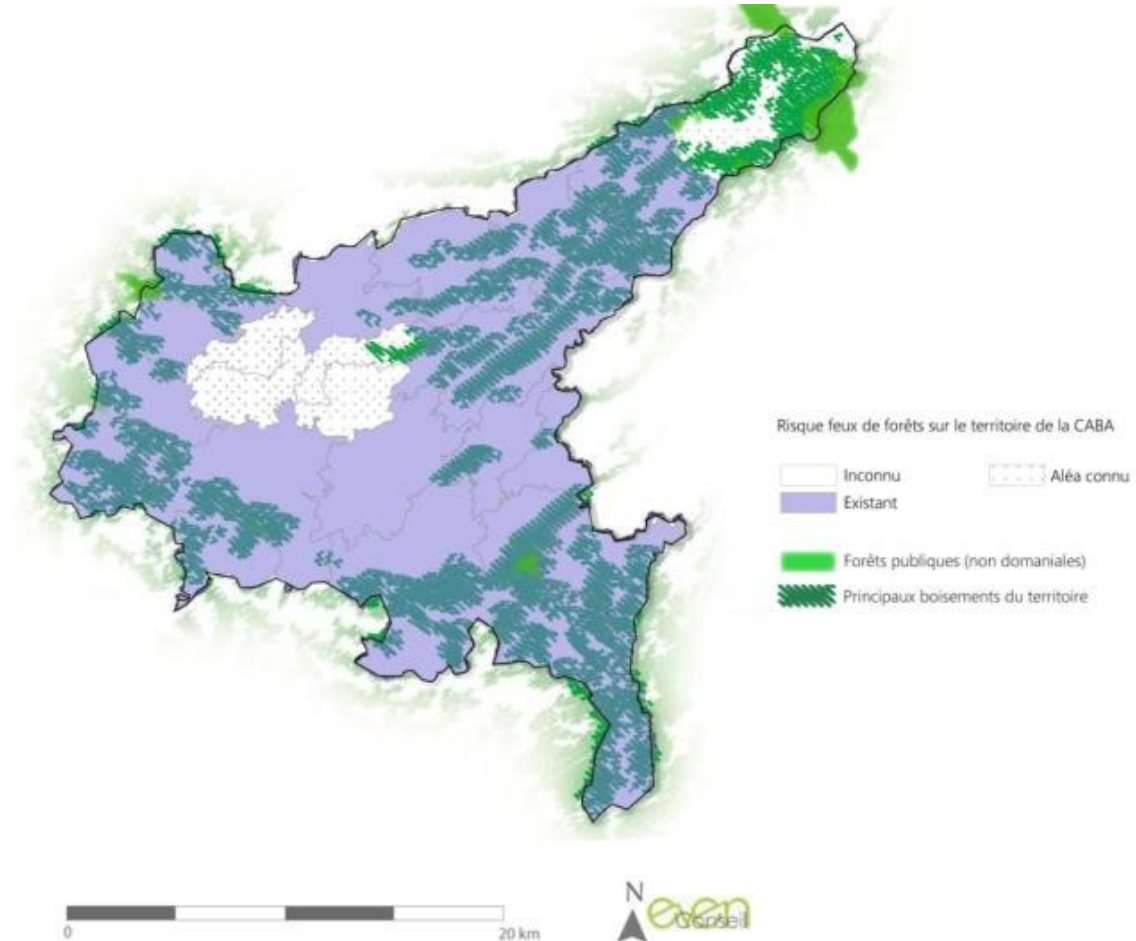 Risque feux de forêts sur le territoire de la CABA
Inconnu
Aléa connu
Existant
Forêts publiques (non domaniales)
Principaux boisements du territoire
0
20 km
N
even
Conseil